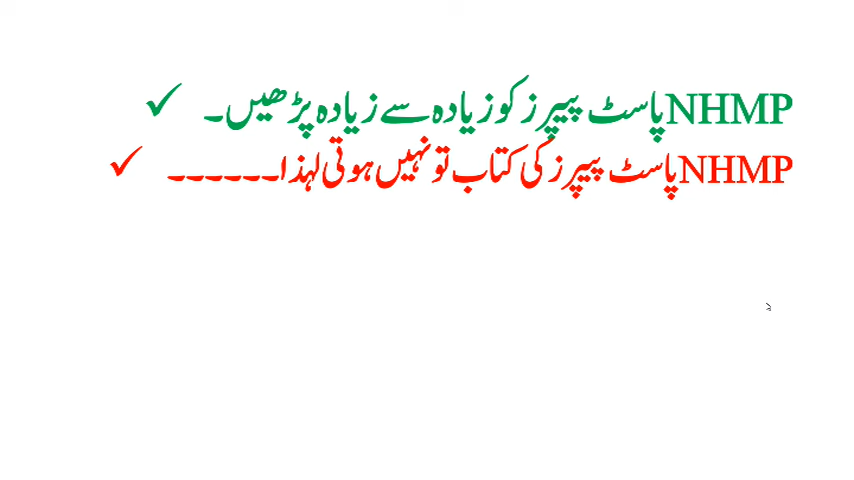 NHMP پاسٹ پیپرز کو زیادہ سے زیادہ پڑھیں۔ ✓
NHMP پاسٹ پیپرز کی کتاب تو نہیں ہوتی لہذا۔۔۔۔۔۔ ✓